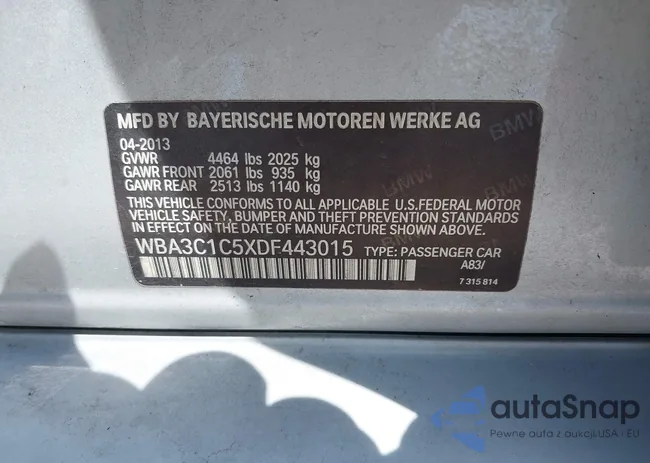 MFD BY BAYERISCHE MOTOREN WERKE AG
04-2013
GVWR 4464 lbs 2025 kg
GAWR FRONT 2061 lbs 935 kg
GAWR REAR 2513 lbs 1140 kg
THIS VEHICLE CONFORMS TO ALL APPLICABLE U.S.FEDERAL MOTOR
VEHICLE SAFETY, BUMPER AND THEFT PREVENTION STANDARDS
IN EFFECT ON THE DATE OF MANUFACTURE SHOWN ABOVE.
WBA3C1C5XDF443015 TYPE: PASSENGER CAR
A83/
7 315 814
BMW
BMW
autoSnap
Pewne auta z aukcji USA i EU